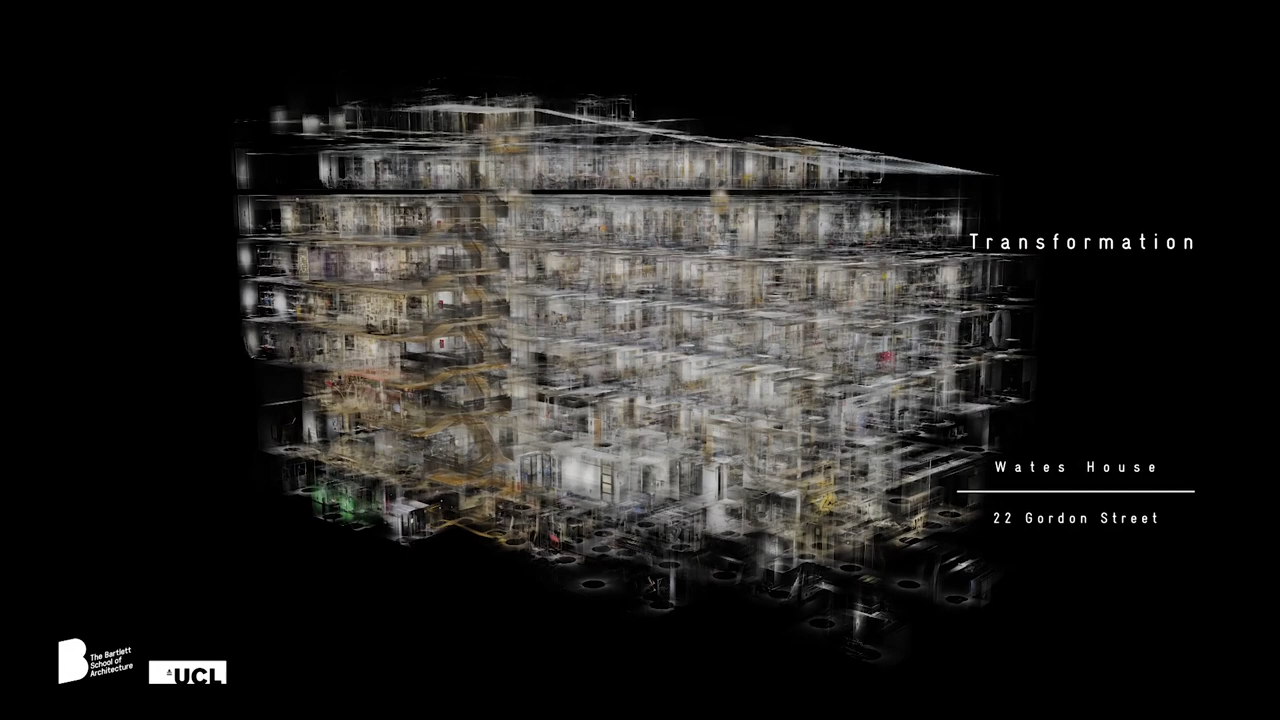 Transformation
Wates House
22 Gordon Street
The Bartlett
School of
Architecture
UCL